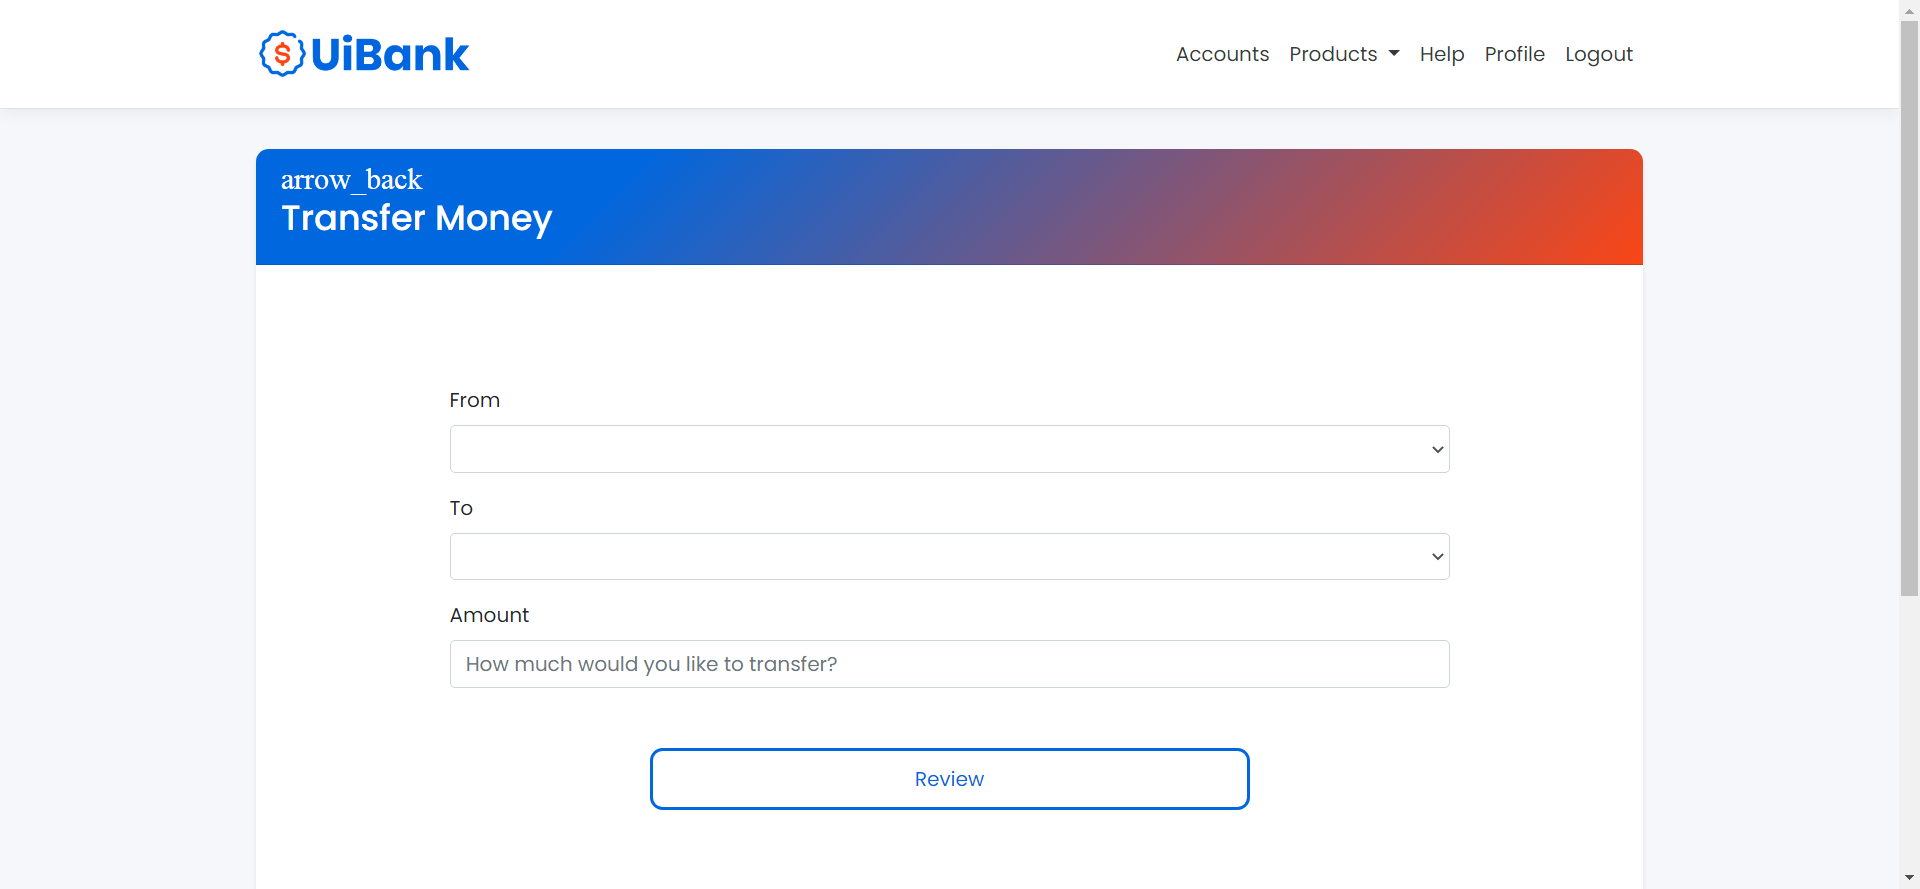 $ UiBank
Accounts Products Help Profile Logout
arrow_back
Transfer Money
From
To
Amount
How much would you like to transfer?
Review